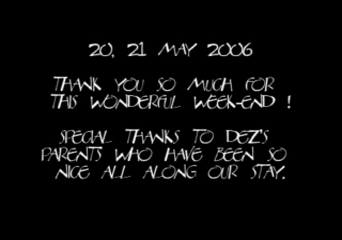 20, 21 MAY 2006
THANK YOU SO MUCH FOR
THIS WONDERFUL WEEK-END !
SPECIAL THANKS TO DEZ'S
PARENTS WHO HAVE BEEN SO
NICE ALL ALONG OUR STAY.